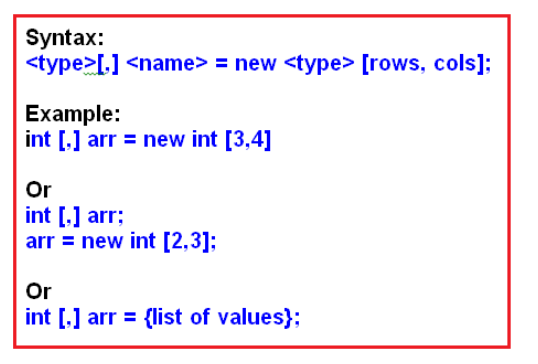 Syntax:
<type>[,] <name> = new <type> [rows, cols];
Example:
int [,] arr = new int [3,4]
Or
int [,] arr;
arr = new int [2,3];
Or
int [,] arr = {list of values};